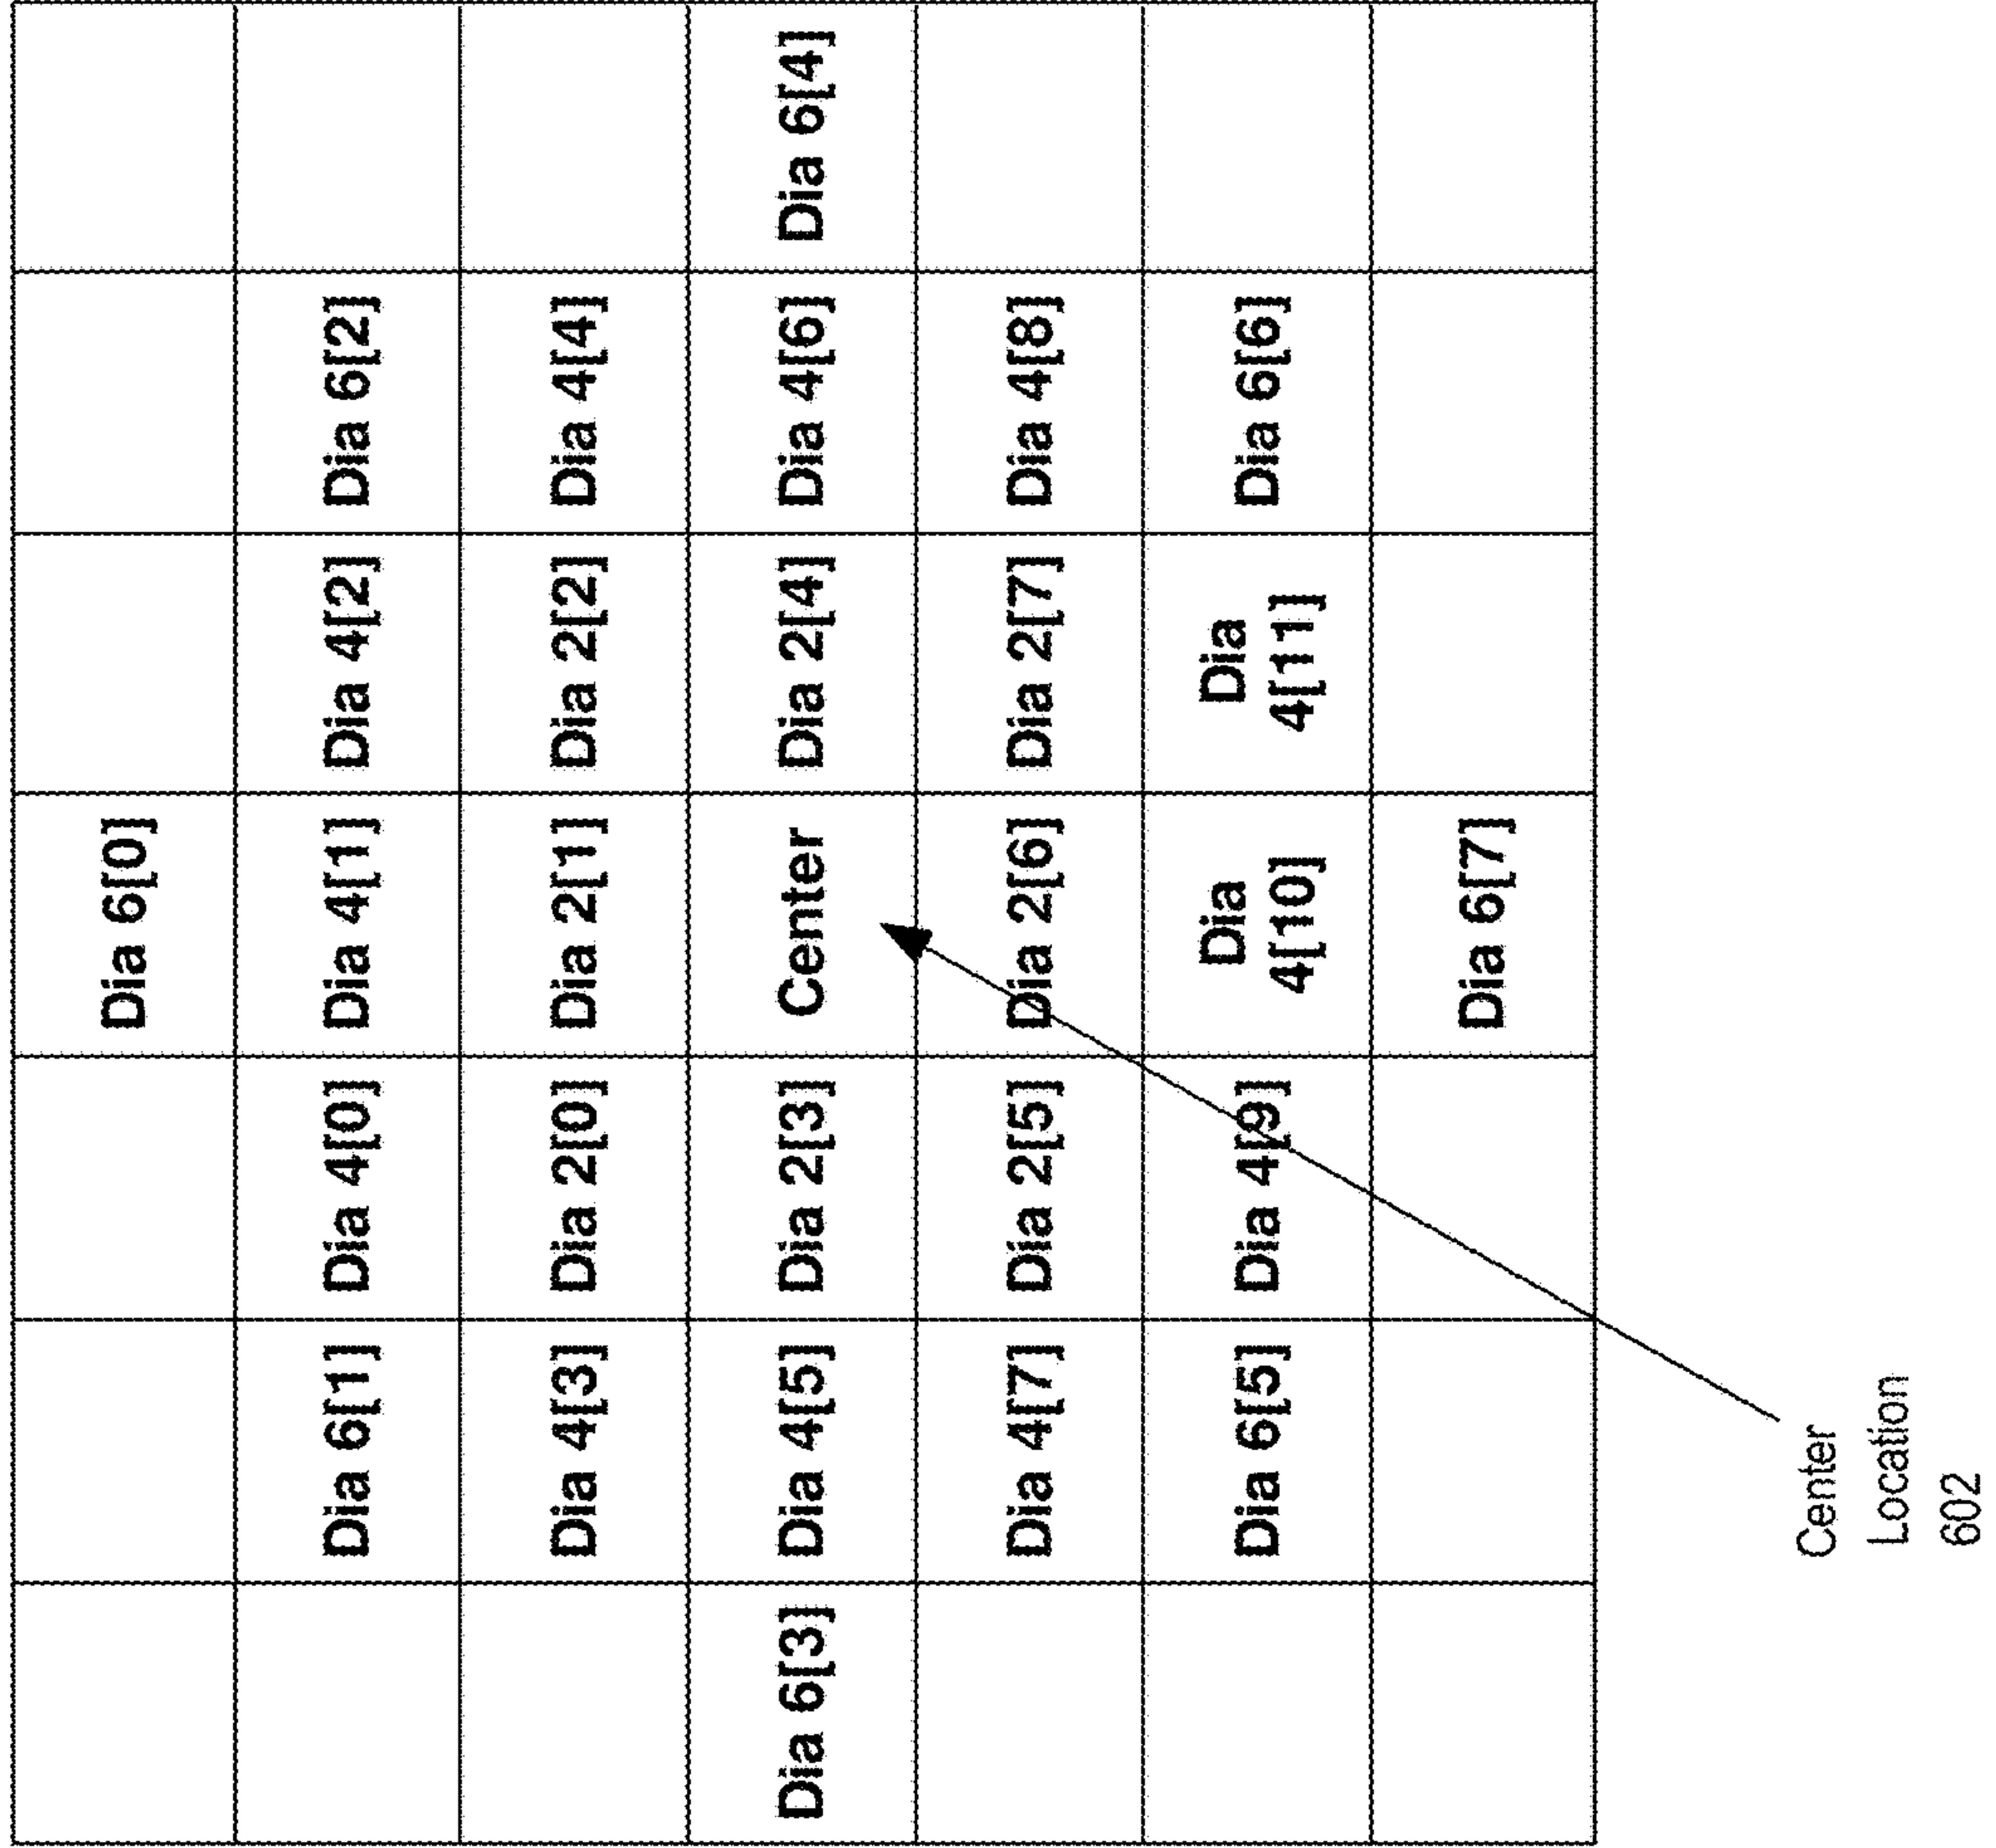 Dia 6[0]
Dia 6[1] Dia 4[0] Dia 4[1] Dia 4[2] Dia 6[2]
Dia 4[3] Dia 2[0] Dia 2[1] Dia 2[2] Dia 4[4]
Dia 6[3] Dia 4[5] Dia 2[3] Center Dia 2[4] Dia 4[6] Dia 6[4]
Dia 4[7] Dia 2[5] Dia 2[6] Dia 2[7] Dia 4[8]
Dia 6[5] Dia 4[9]
Dia
4[10]
Dia
4[11]
Dia 6[6]
Dia 6[7]
Center
Location
602